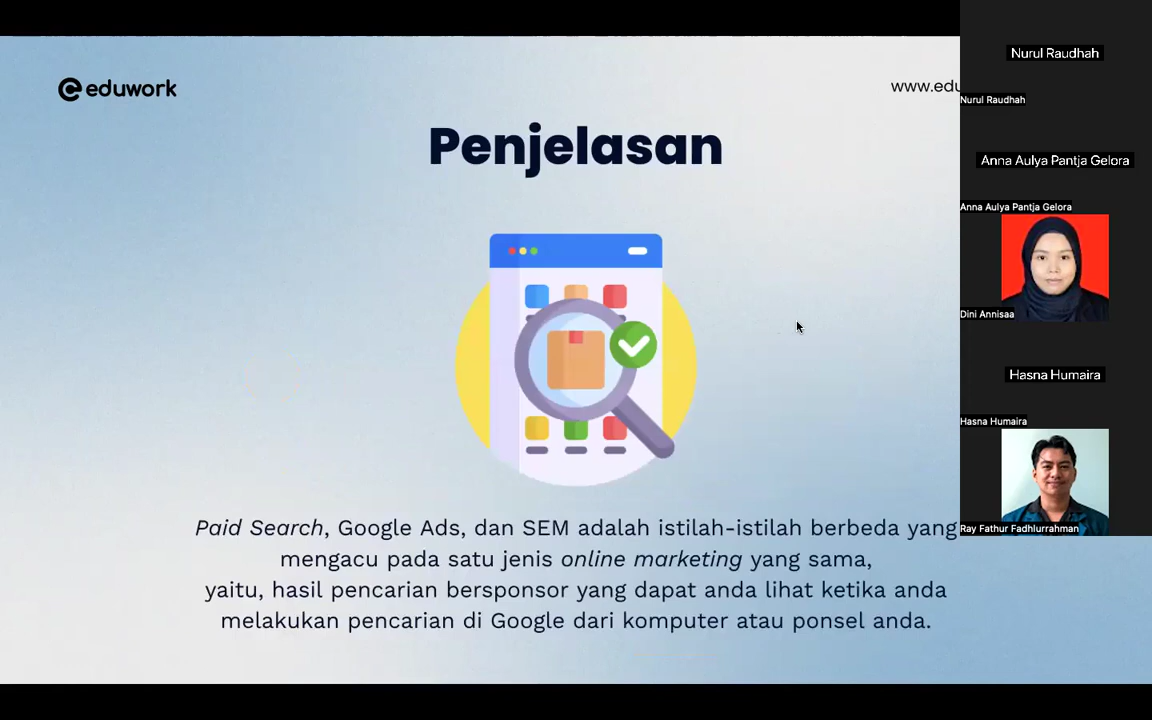 eduwork
www.edu
Penjelasan
Paid Search, Google Ads, dan SEM adalah istilah-istilah berbeda yang
mengacu pada satu jenis online marketing yang sama,
yaitu, hasil pencarian bersponsor yang dapat anda lihat ketika anda
melakukan pencarian di Google dari komputer atau ponsel anda.
Nurul Raudhah
Nurul Raudhah
Anna Aulya Pantja Gelora
Anna Aulya Pantja Gelora
Dini Annisaa
Hasna Humaira
Hasna Humaira
Ray Fathur Fadhlurrahman